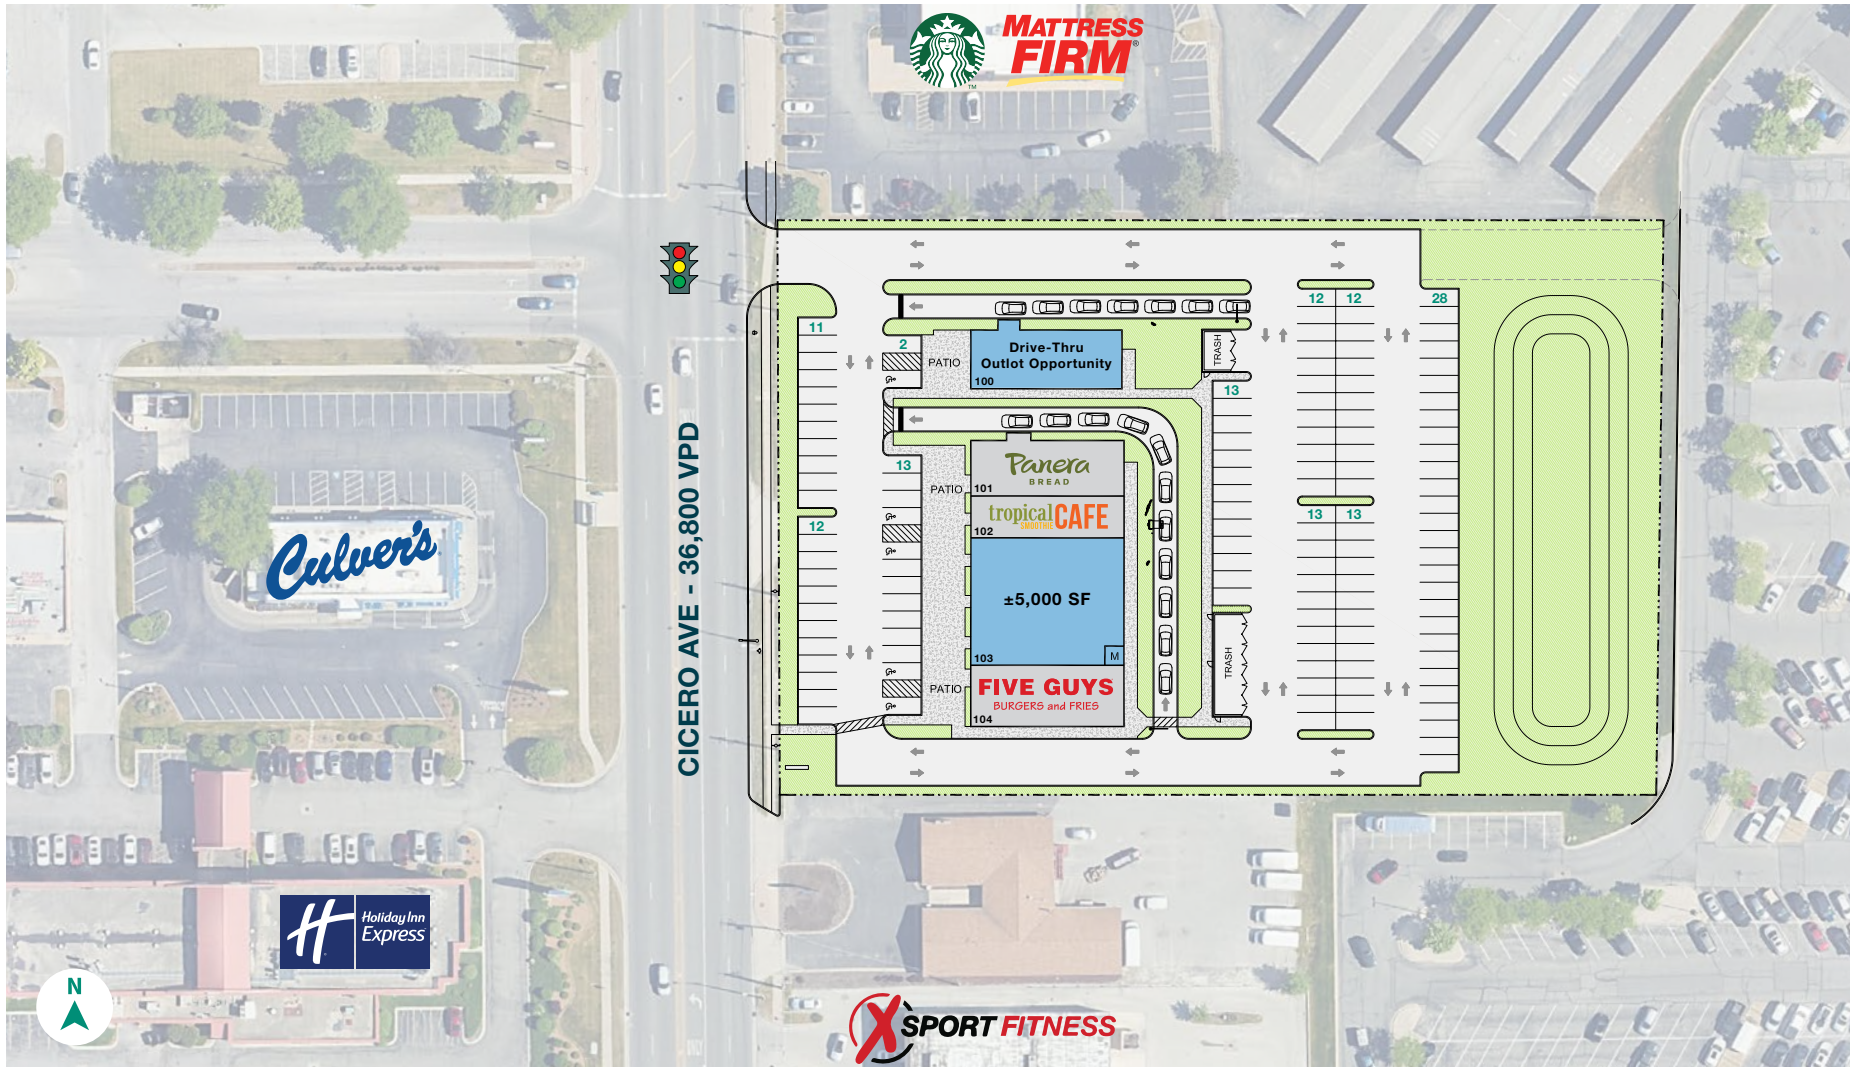 MATTRESS
FIRM®
TM
12
12
28
11
2
PATIO
Drive-Thru
Outlot Opportunity
100
TRASH
13
CICERO AVE - 36,800 VPD
13
PATIO
Panera
BREAD
101
tropical
SMOOTHIE
CAFE
102
13
13
12
±5,000 SF
103
M
TRASH
PATIO
FIVE GUYS
BURGERS and FRIES
104
Culver's
Holiday Inn
Express
N
XSPORT FITNESS